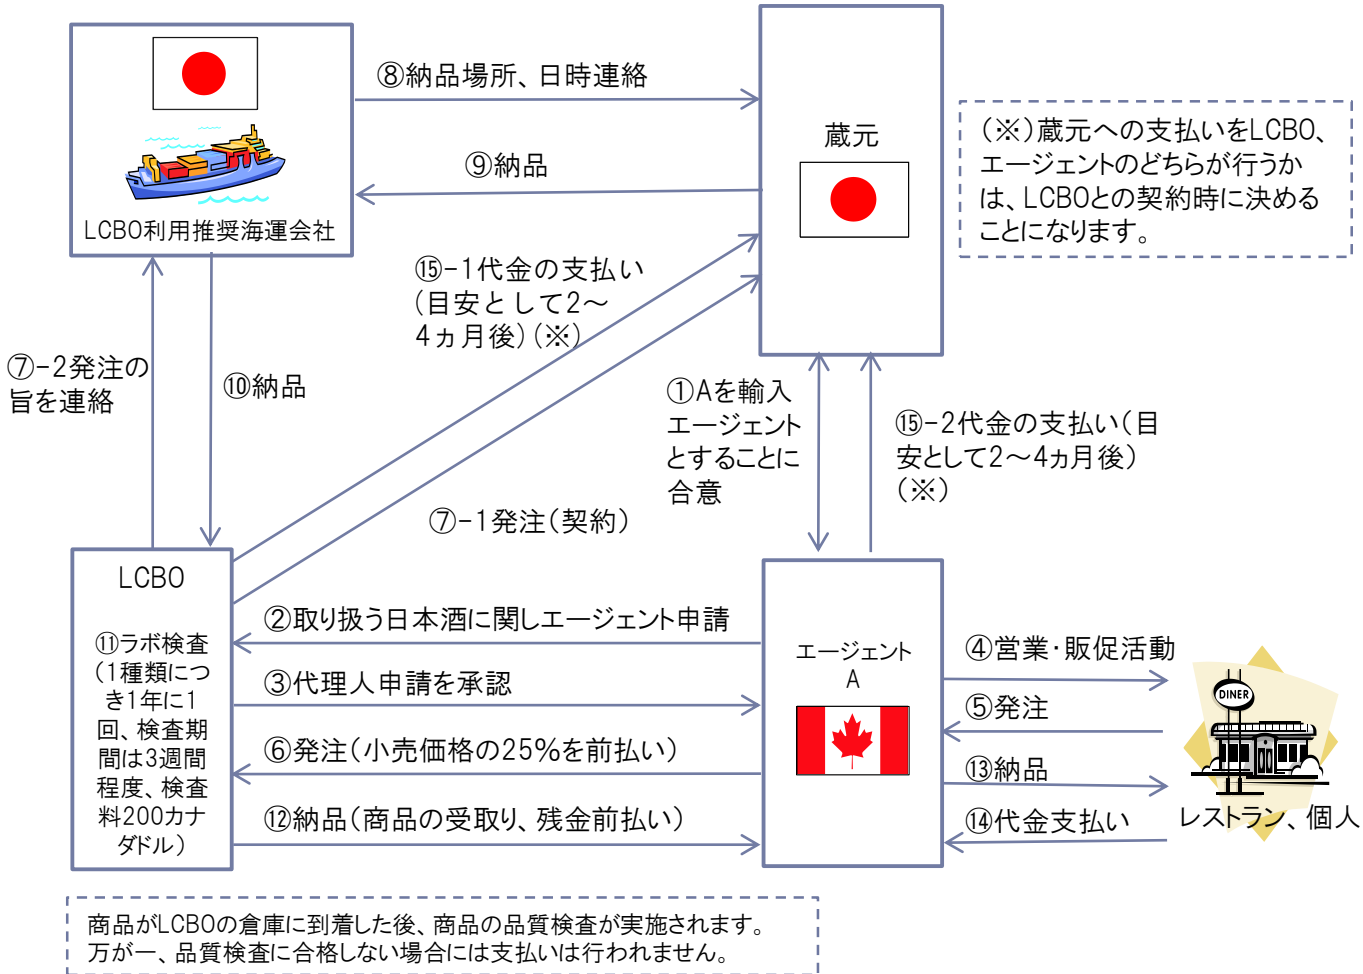 ⑧納品場所、日時連絡
蔵元
(※)蔵元への支払いをLCBO、
エージェントのどちらが行うか
は、LCBOとの契約時に決める
ことになります。
⑨納品
LCBO利用推奨海運会社
⑮-1代金の支払い
(目安として2～
4ヵ月後)(※)
⑦-2発注の
旨を連絡
⑩納品
①Aを輸入
エージェント
とすることに
合意
⑮-2代金の支払い(目
安として2～4ヵ月後)
(※)
⑦-1発注(契約)
LCBO
⑪ラボ検査
(1種類につ
き1年に1
回、検査期
間は3週間
程度、検査
料200カナ
ダドル)
②取り扱う日本酒に関しエージェント申請
③代理人申請を承認
⑥発注(小売価格の25%を前払い)
⑫納品(商品の受取り、残金前払い)
エージェント
A
④営業・販促活動
⑤発注
⑬納品
⑭代金支払い
DINER
レストラン、個人
商品がLCBOの倉庫に到着した後、商品の品質検査が実施されます。
万が一、品質検査に合格しない場合には支払いは行われません。